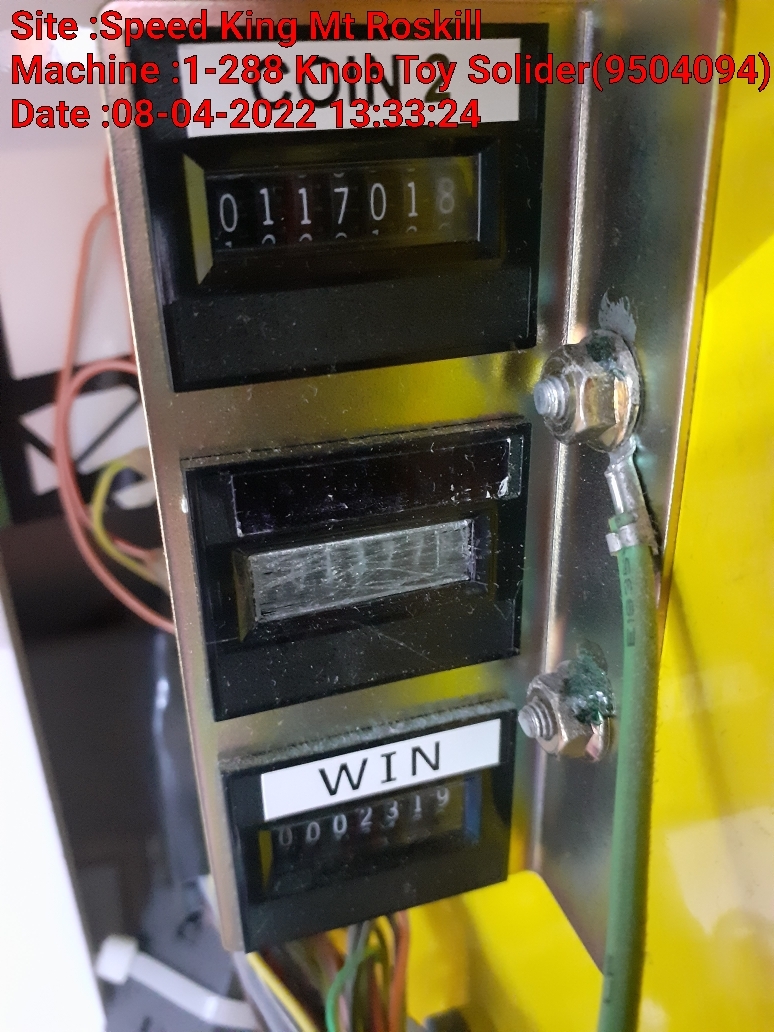 Site :Speed King Mt Roskill
Machine :1-288 Knob Toy Solider(9504094)
Date :08-04-2022 13:33:24
COIN 2
0117018
WIN
0002319